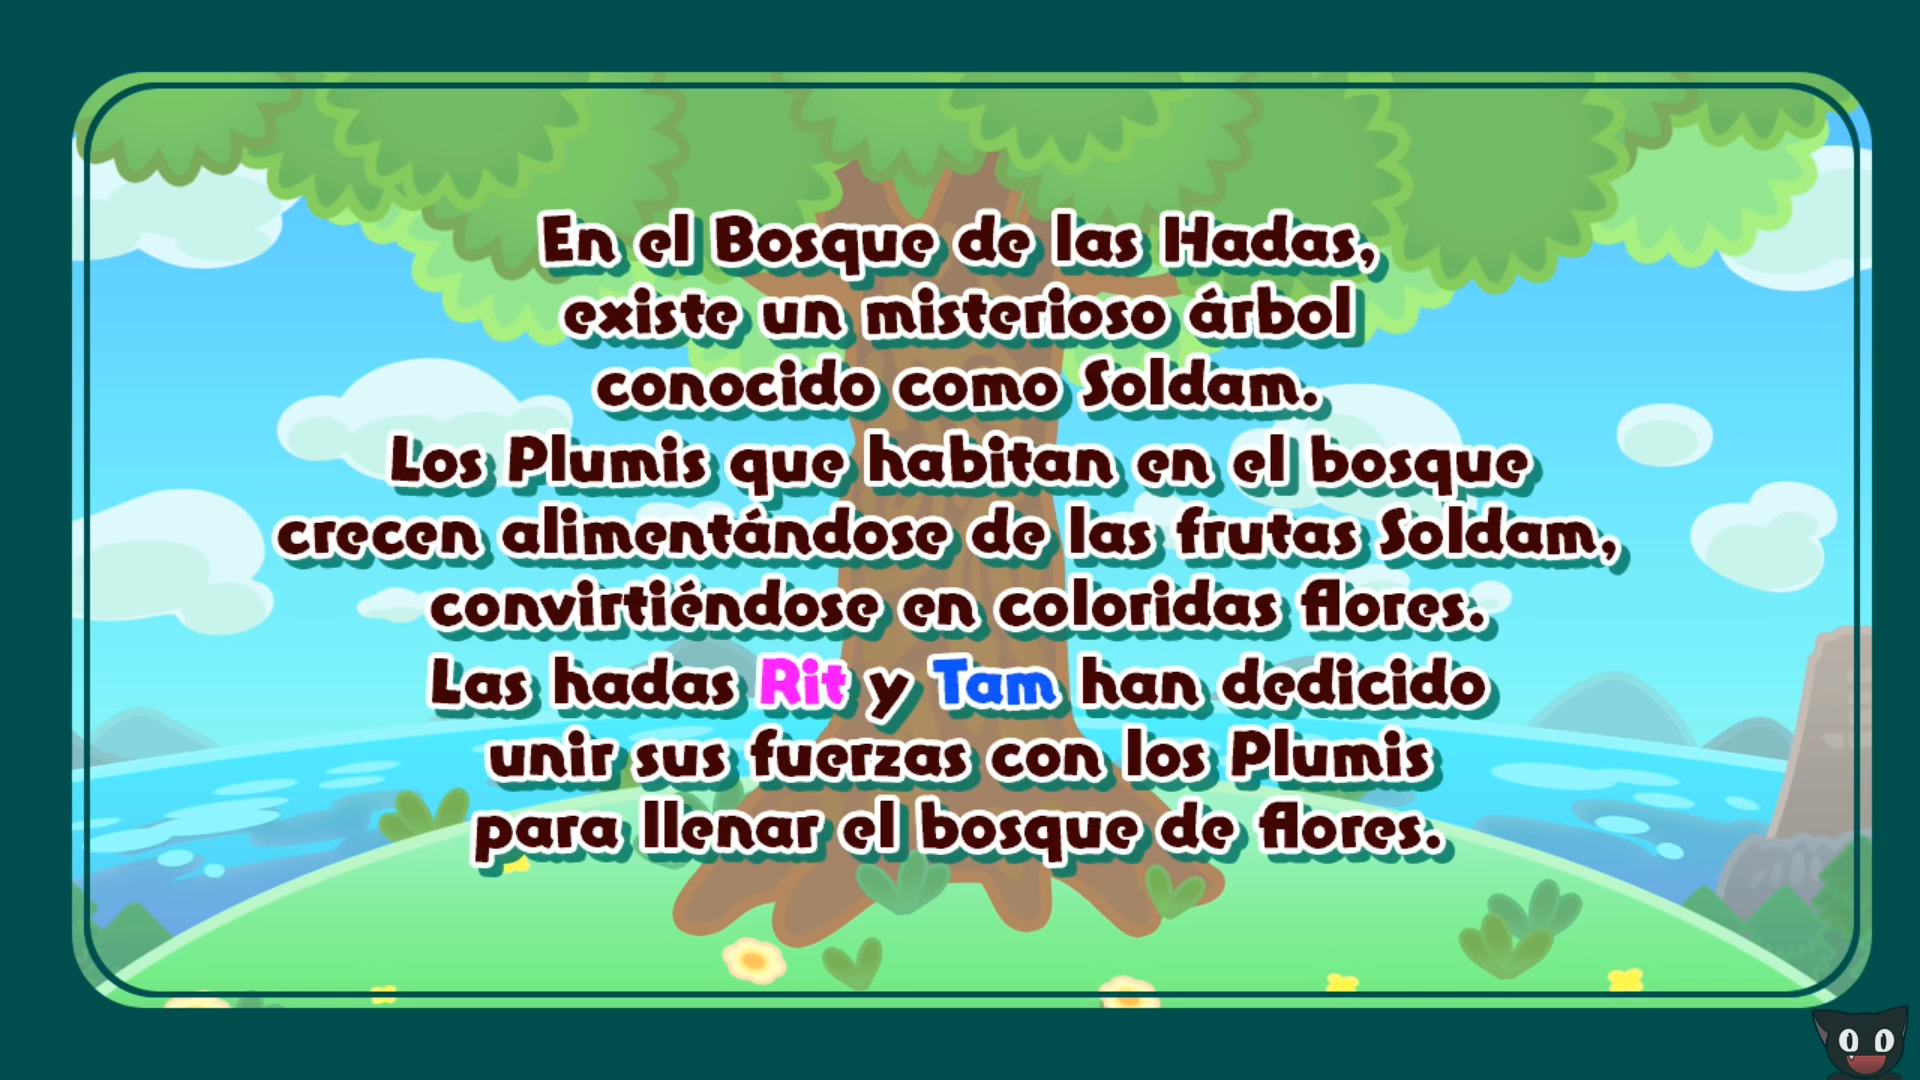 En el Bosque de las Hadas,
existe un misterioso árbol
conocido como Soldam.
Los Plumis que habitan en el bosque
crecen alimentándose de las frutas Soldam,
convirtiéndose en coloridas flores.
Las hadas Rit y Tam han dedicido
unir sus fuerzas con los Plumis
para llenar el bosque de flores.